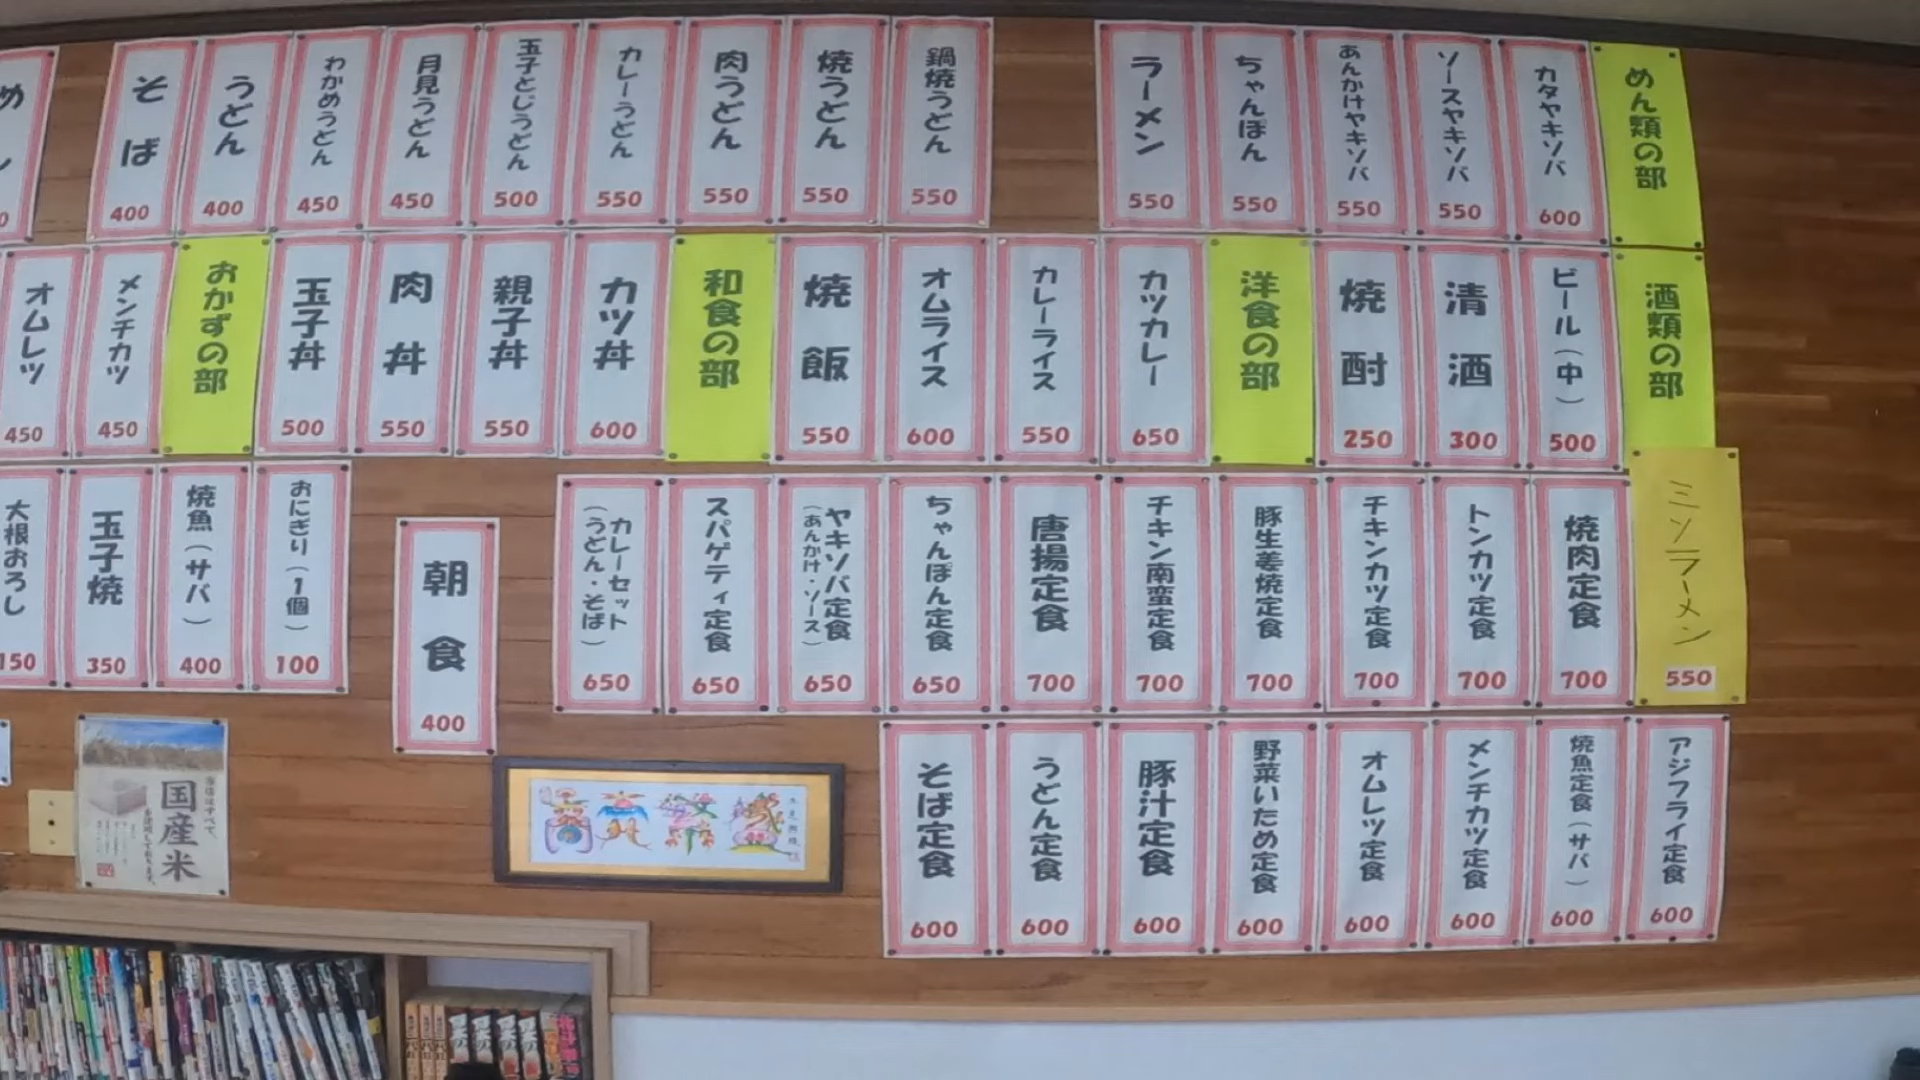 めん類の部
カタヤキソバ
600
ソースヤキソバ
550
あんかけヤキソバ
550
ちゃんぽん
550
ラーメン
550
鍋焼うどん
550
焼うどん
550
肉うどん
550
カレーうどん
550
玉子とじうどん
500
月見うどん
450
わかめうどん
450
うどん
400
そば
400
酒類の部
ビール(中)
500
清酒
300
焼酎
250
洋食の部
カツカレー
650
カレーライス
550
オムライス
600
焼飯
550
和食の部
カツ丼
600
親子丼
550
肉丼
550
玉子丼
500
おかずの部
メンチカツ
450
オムレツ
450
ミソラーメン
550
焼肉定食
700
トンカツ定食
700
チキンカツ定食
700
豚生姜焼定食
700
チキン南蛮定食
700
唐揚定食
700
ちゃんぽん定食
650
ヤキソバ定食
(あんかけ・ソース)
650
スパゲティ定食
650
カレーセット
(うどん・そば)
650
朝食
400
おにぎり(1個)
100
焼魚(サバ)
400
玉子焼
350
大根おろし
150
アジフライ定食
600
焼魚定食(サバ)
600
メンチカツ定食
600
オムレツ定食
600
野菜いため定食
600
豚汁定食
600
うどん定食
600
そば定食
600
当店はすべて、
国産米
を使用しております。